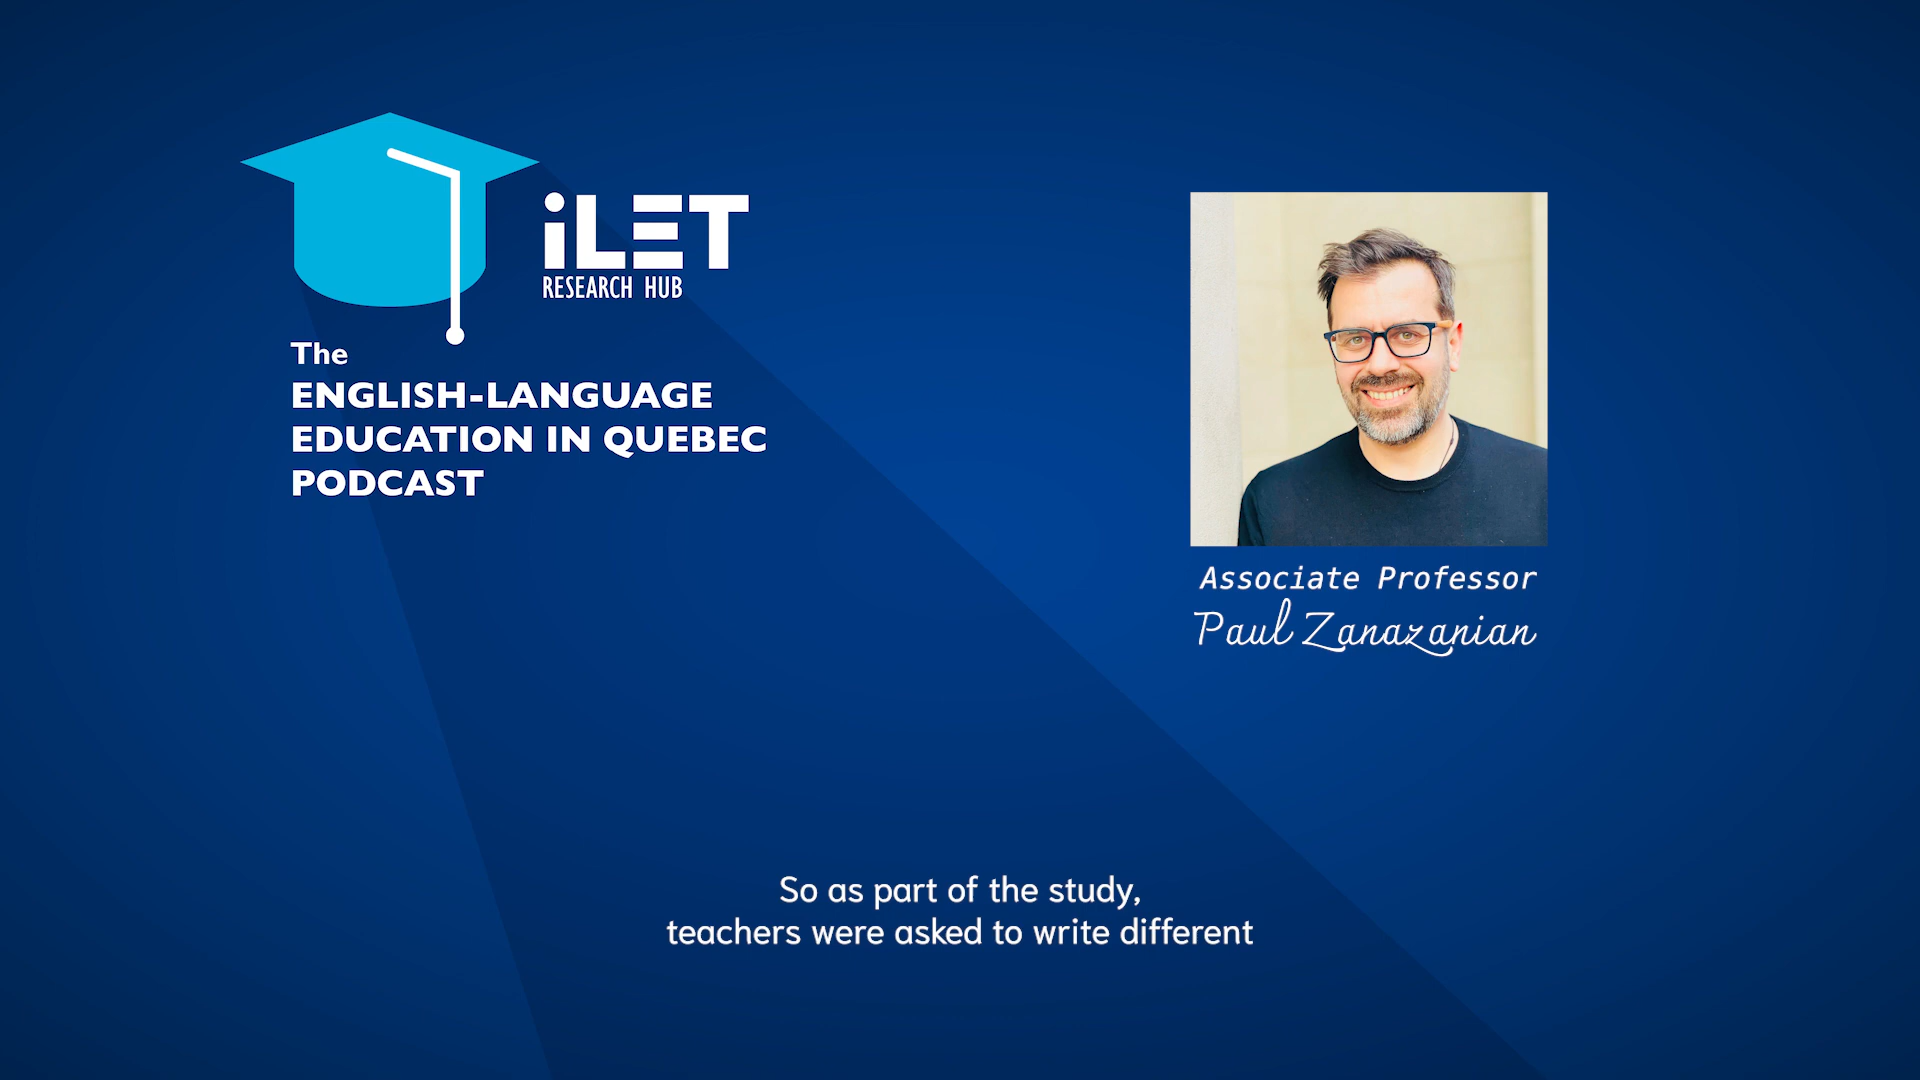 iLET
RESEARCH HUB
The
ENGLISH-LANGUAGE
EDUCATION IN QUEBEC
PODCAST
Associate Professor
Paul Zanazanian
So as part of the study,
teachers were asked to write different